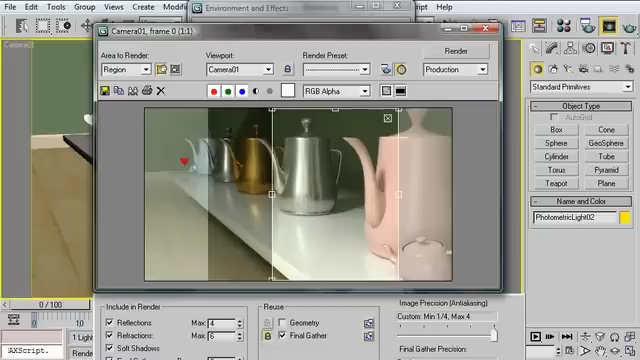 Edit Tools Group Views
Environment and Effects
MAXScript Help
Camera01, frame 0 (1:1)
Camera01
Area to Render:
Viewport:
Render Preset:
Render
Region
Camera01
Production
RGB Alpha
Standard Primitives
Object Type
AutoGrid
Box Cone
Sphere GeoSphere
Cylinder Tube
Torus Pyramid
Teapot Plane
Name and Color
PhotometricLight02
0 / 100
10
1 Light
AXScript.
Include in Render
Reflections: Max: 4
Refractions: Max: 6
Soft Shadows
Reuse
Geometry
Final Gather
Image Precision (Antialiasing)
Custom: Min 1/4, Max 4
Final Gather Precision: